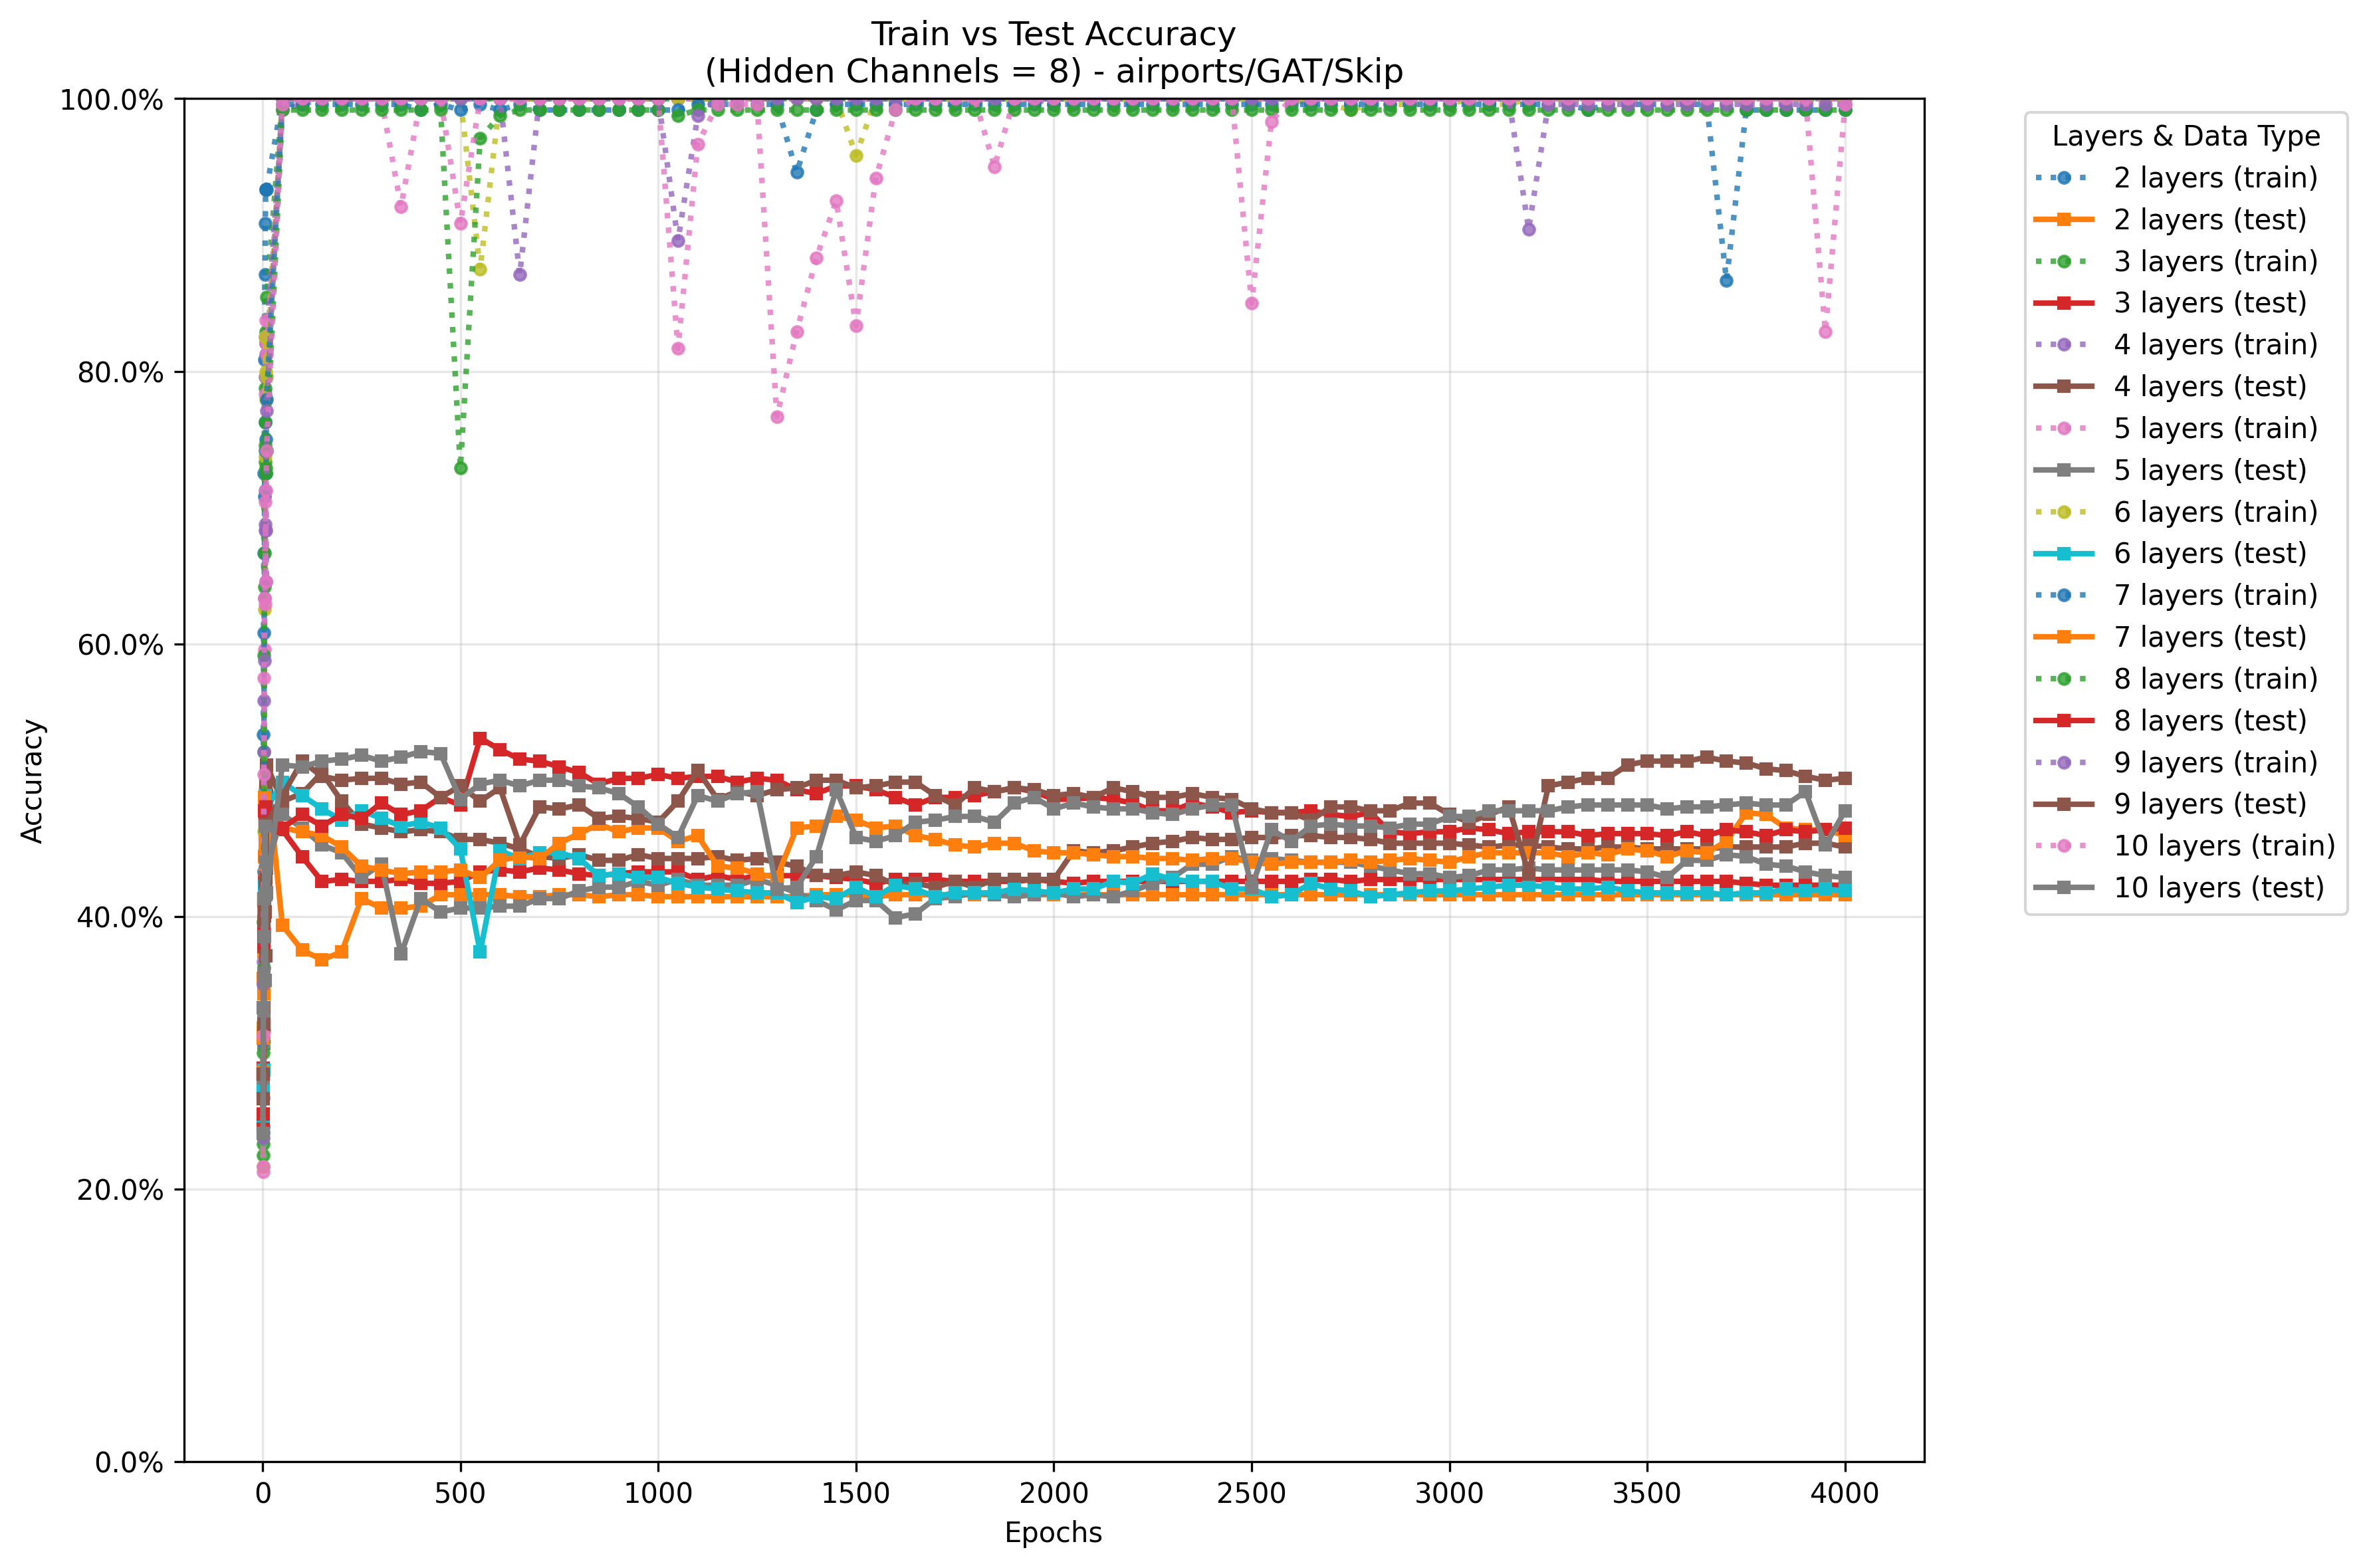 Train vs Test Accuracy
(Hidden Channels = 8) - airports/GAT/Skip
100.0%
80.0%
60.0%
40.0%
20.0%
0.0%
Accuracy
0
500
1000
1500
2000
2500
3000
3500
4000
Epochs
Layers & Data Type
2 layers (train)
2 layers (test)
3 layers (train)
3 layers (test)
4 layers (train)
4 layers (test)
5 layers (train)
5 layers (test)
6 layers (train)
6 layers (test)
7 layers (train)
7 layers (test)
8 layers (train)
8 layers (test)
9 layers (train)
9 layers (test)
10 layers (train)
10 layers (test)